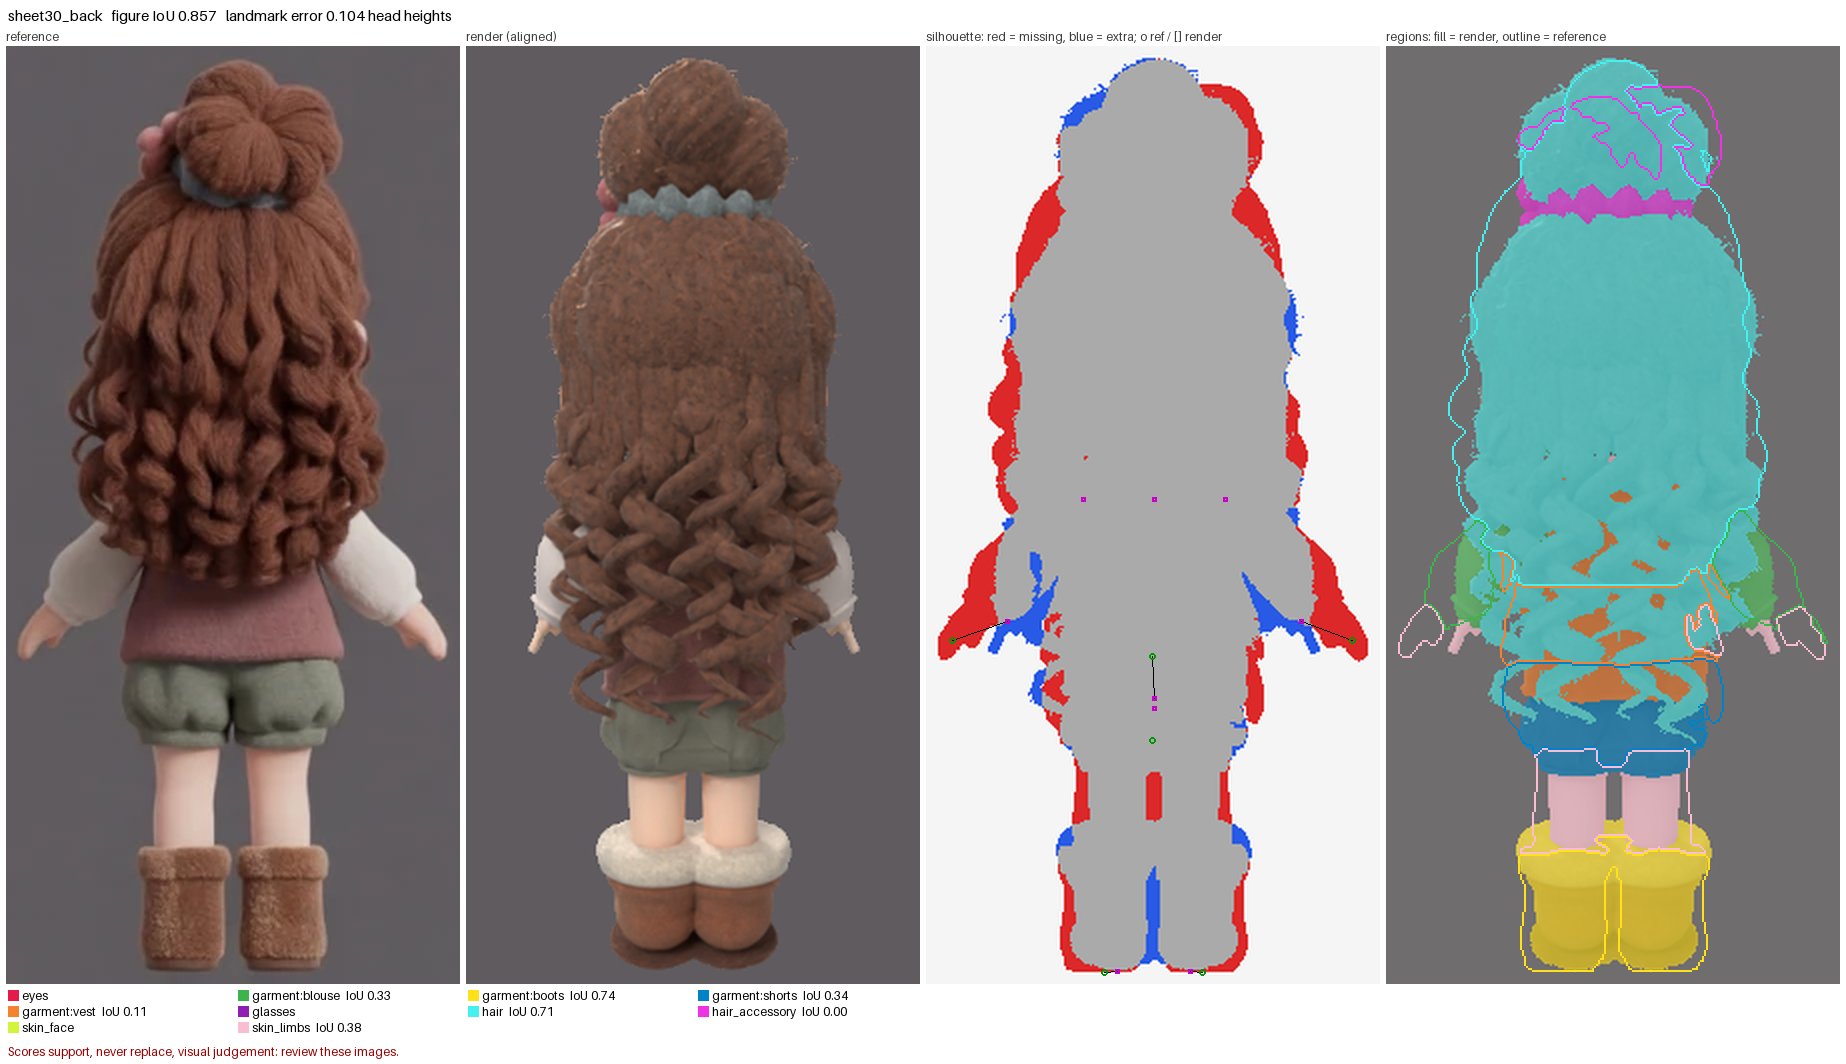 sheet30_back figure IoU 0.857 landmark error 0.104 head heights
reference
render (aligned)
silhouette: red = missing, blue = extra; o ref / [] render
regions: fill = render, outline = reference
eyes
garment:blouse IoU 0.33
garment:boots IoU 0.74
garment:shorts IoU 0.34
garment:vest IoU 0.11
glasses
hair IoU 0.71
hair_accessory IoU 0.00
skin_face
skin_limbs IoU 0.38
Scores support, never replace, visual judgement: review these images.